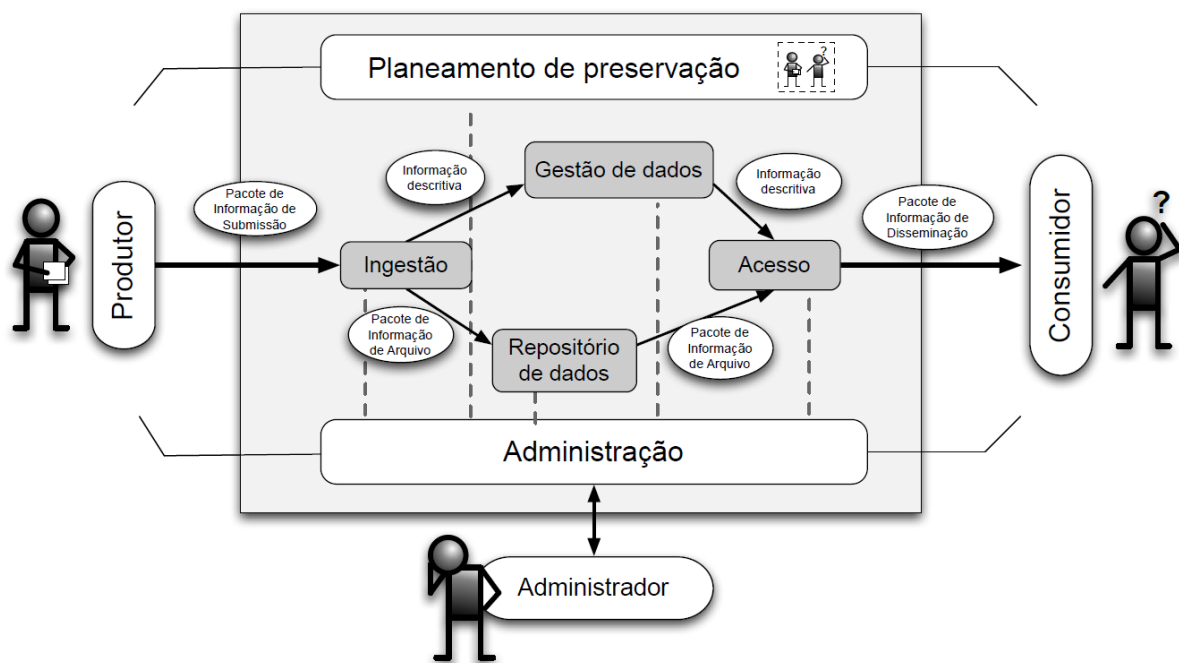 Planeamento de preservação
?
Informação
descritiva
Gestão de dados
Informação
descritiva
Pacote de
Informação de
Submissão
Pacote de
Informação de
Disseminação
?
Produtor
Ingestão
Acesso
Consumidor
Pacote de
Informação
de Arquivo
Repositório
de dados
Pacote de
Informação
de Arquivo
Administração
Administrador